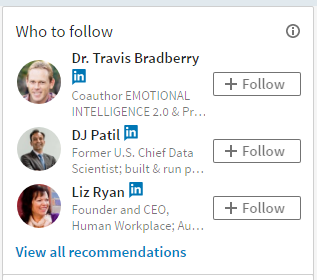 Who to follow
Dr. Travis Bradberry
in
Coauthor EMOTIONAL
INTELLIGENCE 2.0 & Pr…
+ Follow
DJ Patil in
Former U.S. Chief Data
Scientist; built & run p…
+ Follow
Liz Ryan in
Founder and CEO,
Human Workplace; Au…
+ Follow
View all recommendations